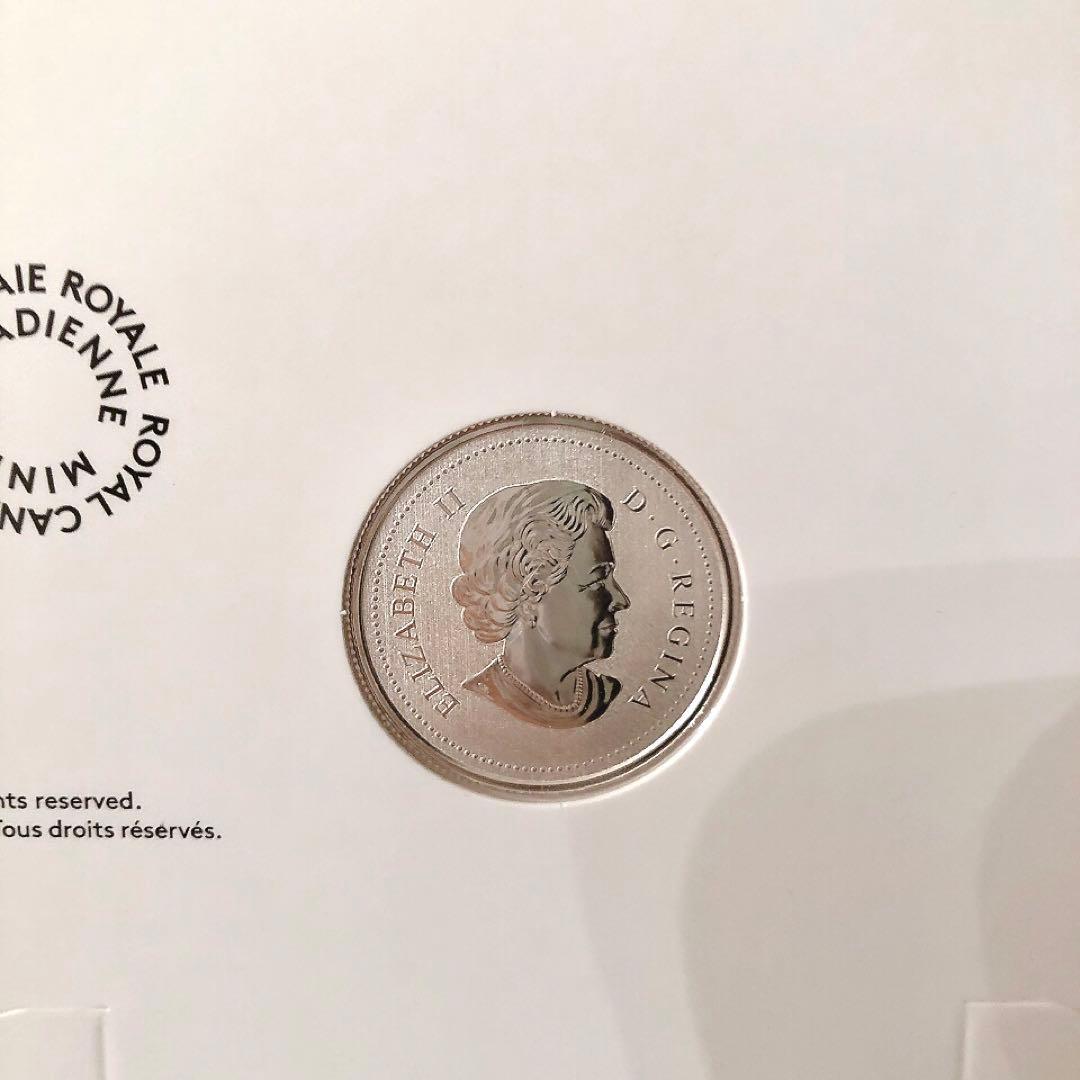 AIE ROYALE ROYAL CAN
ADIENNE MIN
ELIZABETH II D·G·REGINA
nts reserved.
Tous droits réservés.